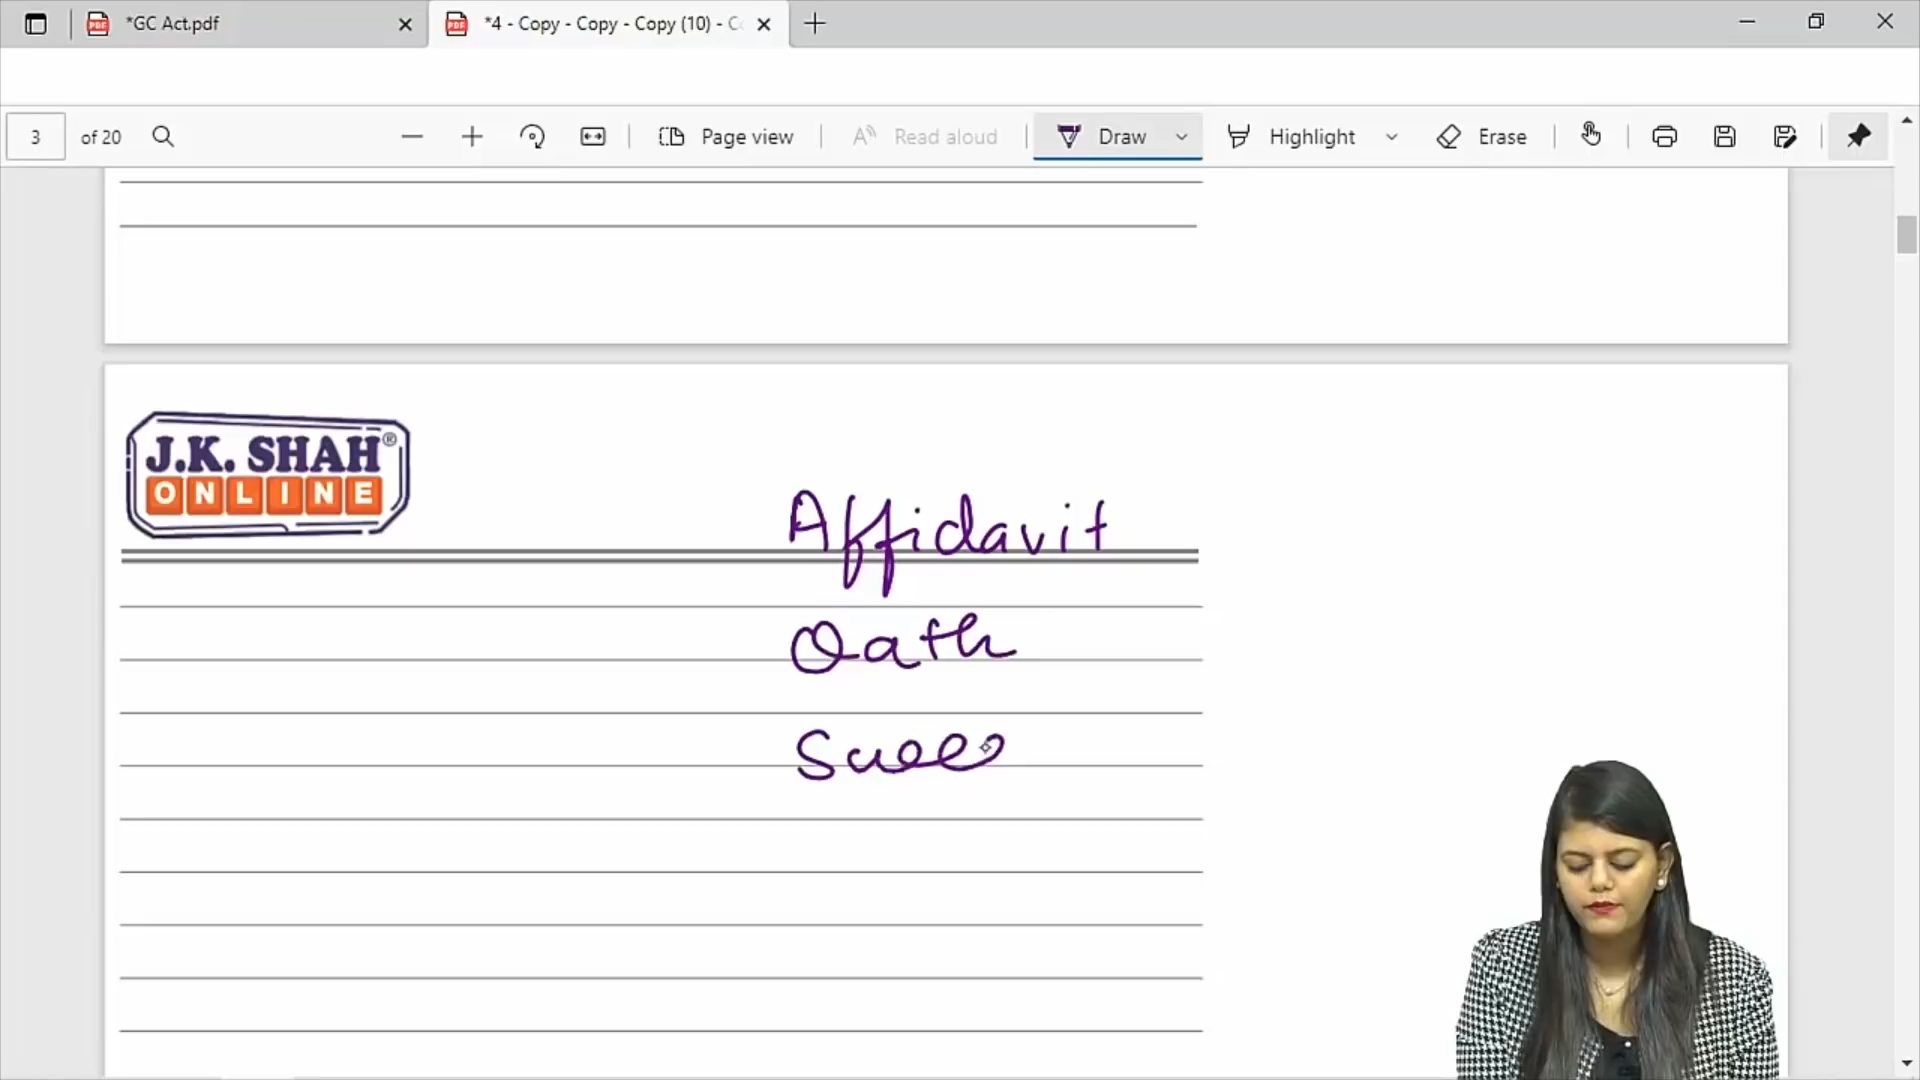 *GC Act.pdf
*4 - Copy - Copy - Copy (10) - C
3 of 20
Page view
Read aloud
Draw
Highlight
Erase
J.K. SHAH®
ONLINE
Affidavit
Oath